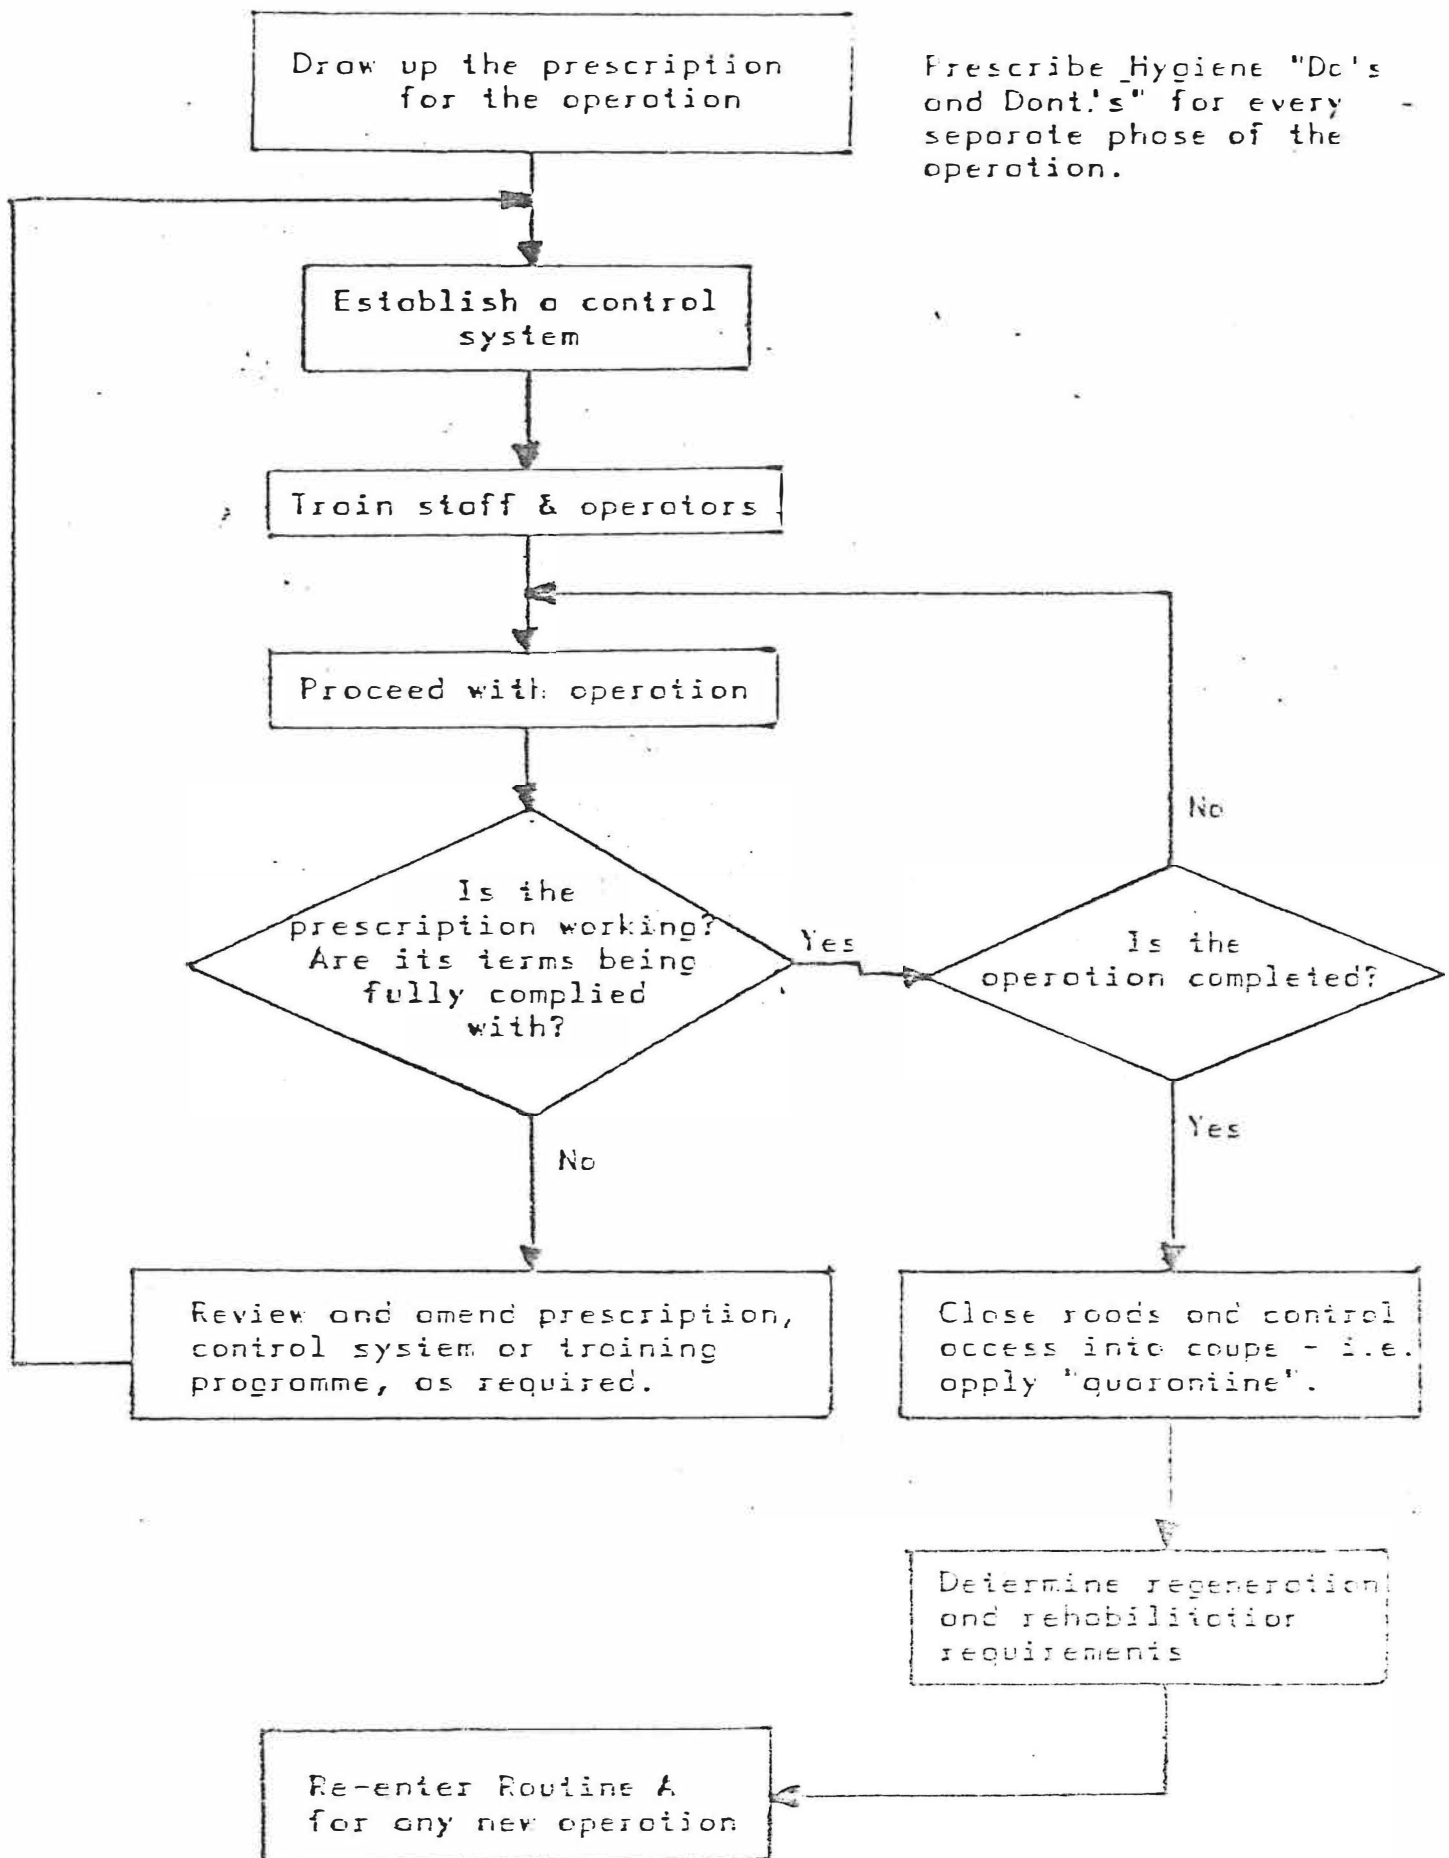 Draw up the prescription
for the operation
Prescribe Hygiene "Do's
and Dont.'s" for every
separate phase of the
operation.
Establish a control
system
Train staff & operators
Proceed with operation
No
Is the
prescription working?
Are its terms being
fully complied
with?
Yes
Is the
operation completed?
Yes
No
Review and amend prescription,
control system or training
programme, as required.
Close roads and control
access into coupe - i.e.
apply "quarantine".
Determine regeneration
and rehabilitation
requirements
Re-enter Routine A
for any new operation